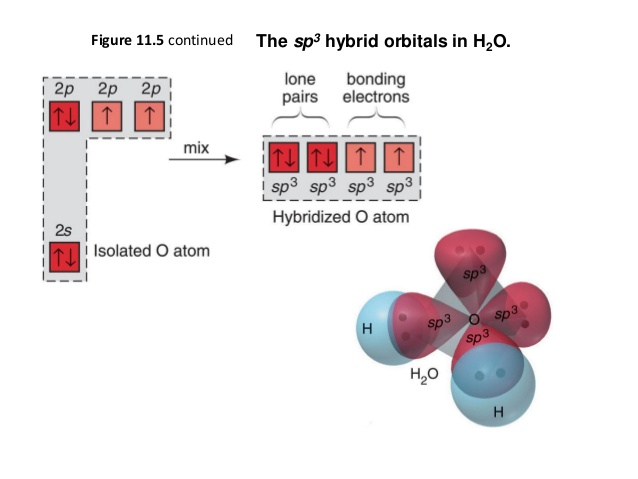 Figure 11.5 continued
The sp³ hybrid orbitals in H₂O.
2p 2p 2p
↑↓ ↑ ↑
2s
↑↓
Isolated O atom
mix
lone pairs
bonding electrons
↑↓ ↑↓ ↑ ↑
sp³ sp³ sp³ sp³
Hybridized O atom
sp³
H
sp³
O
sp³
sp³
H₂O
H